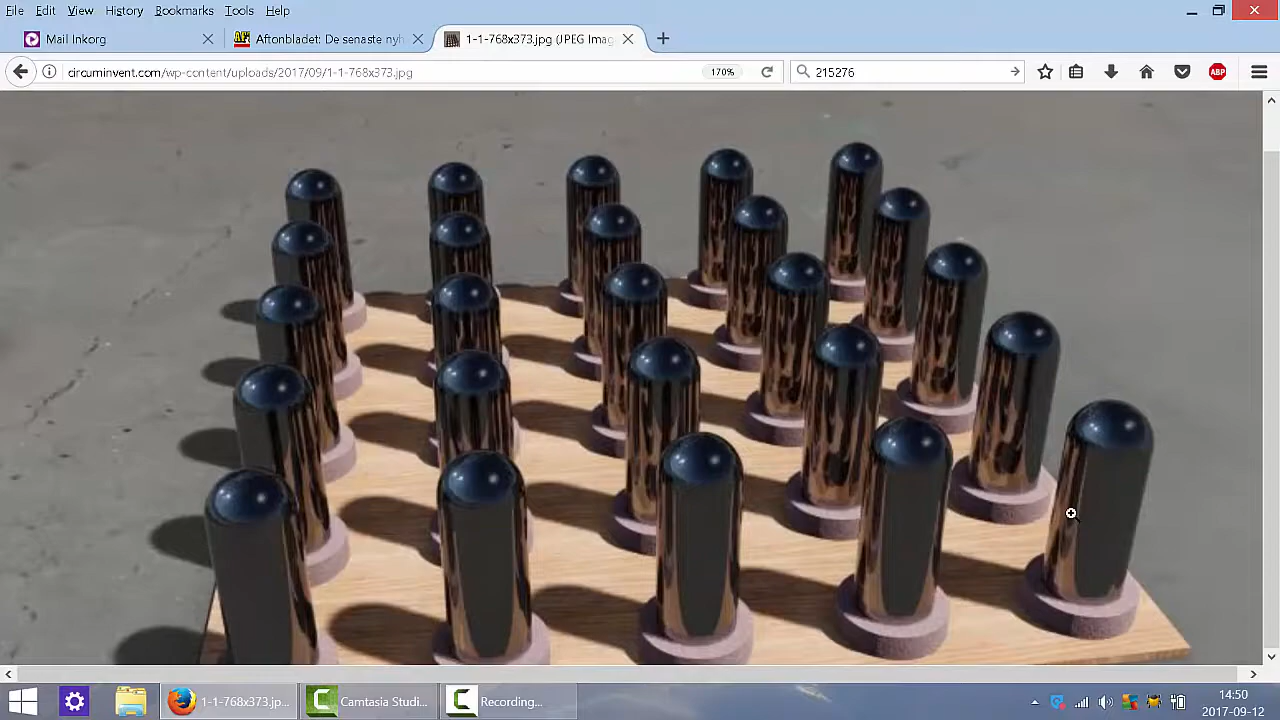 File Edit View History Bookmarks Tools Help
Mail Inkorg
Aftonbladet: De senaste nyh
1-1-768x373.jpg (JPEG Imag
circuminvent.com/wp-content/uploads/2017/09/1-1-768x373.jpg
170%
215276
ABP
1-1-768x373.jp...
Camtasia Studi...
Recording...
14:50
2017-09-12